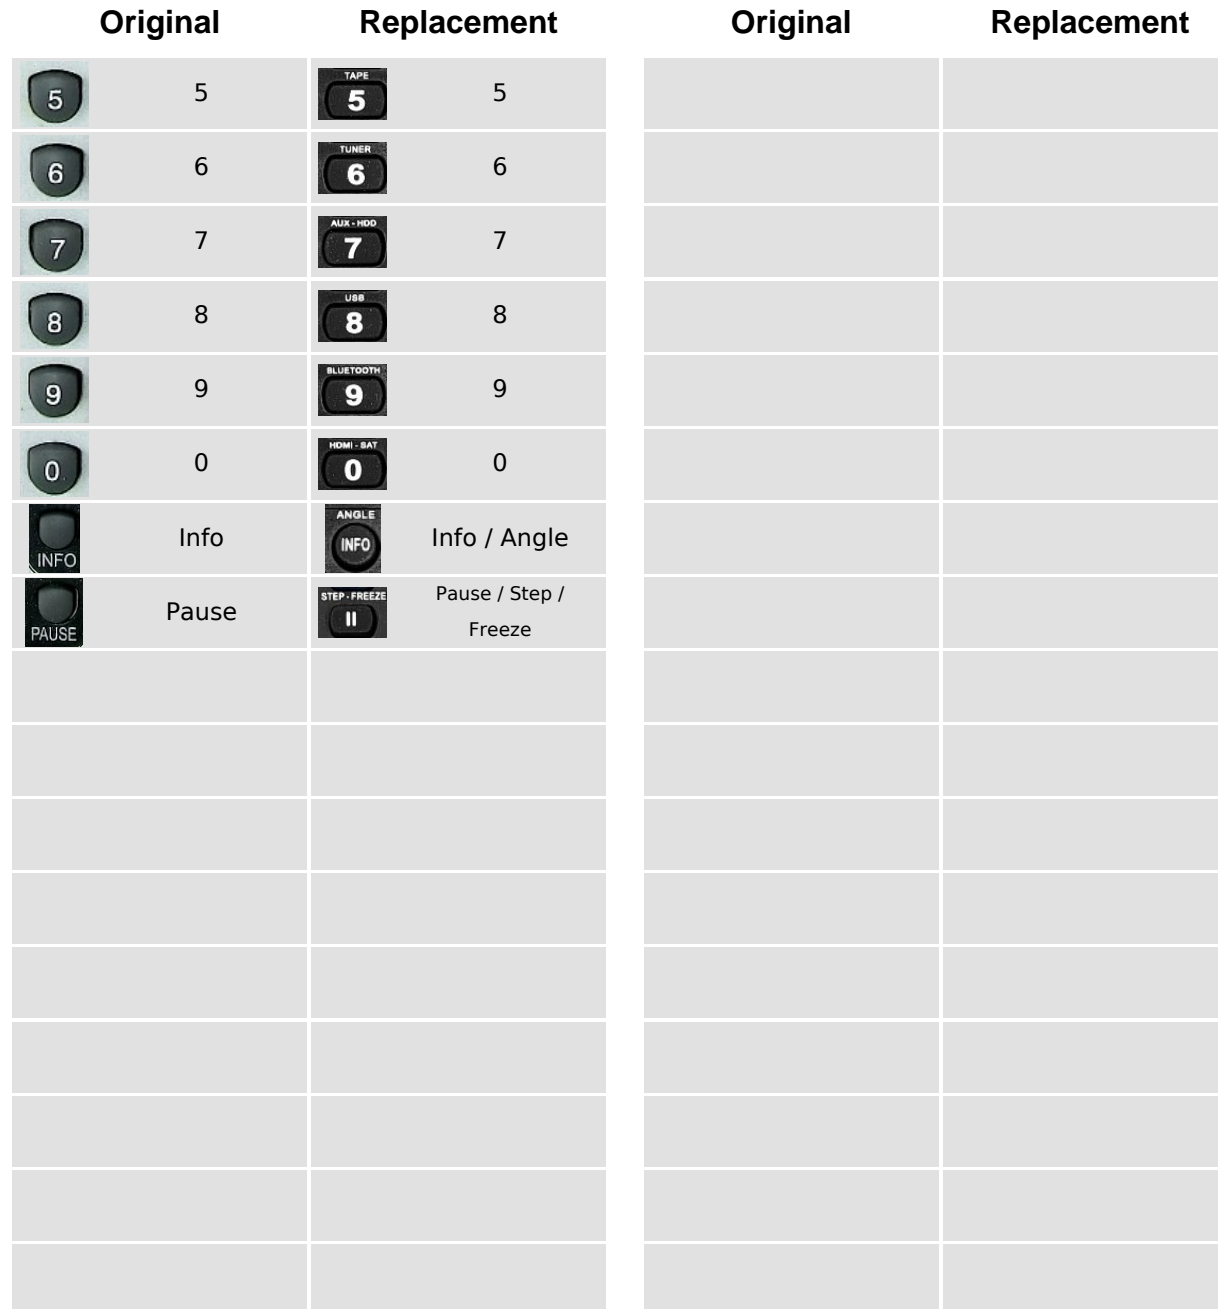 Original Replacement Original Replacement
5 5 TAPE 5 5
6 6 TUNER 6 6
7 7 AUX - HDD 7 7
8 8 USB 8 8
9 9 BLUETOOTH 9 9
0 0 HDMI - SAT 0 0
INFO Info ANGLE INFO Info / Angle
PAUSE Pause STEP - FREEZE Pause / Step /
Freeze